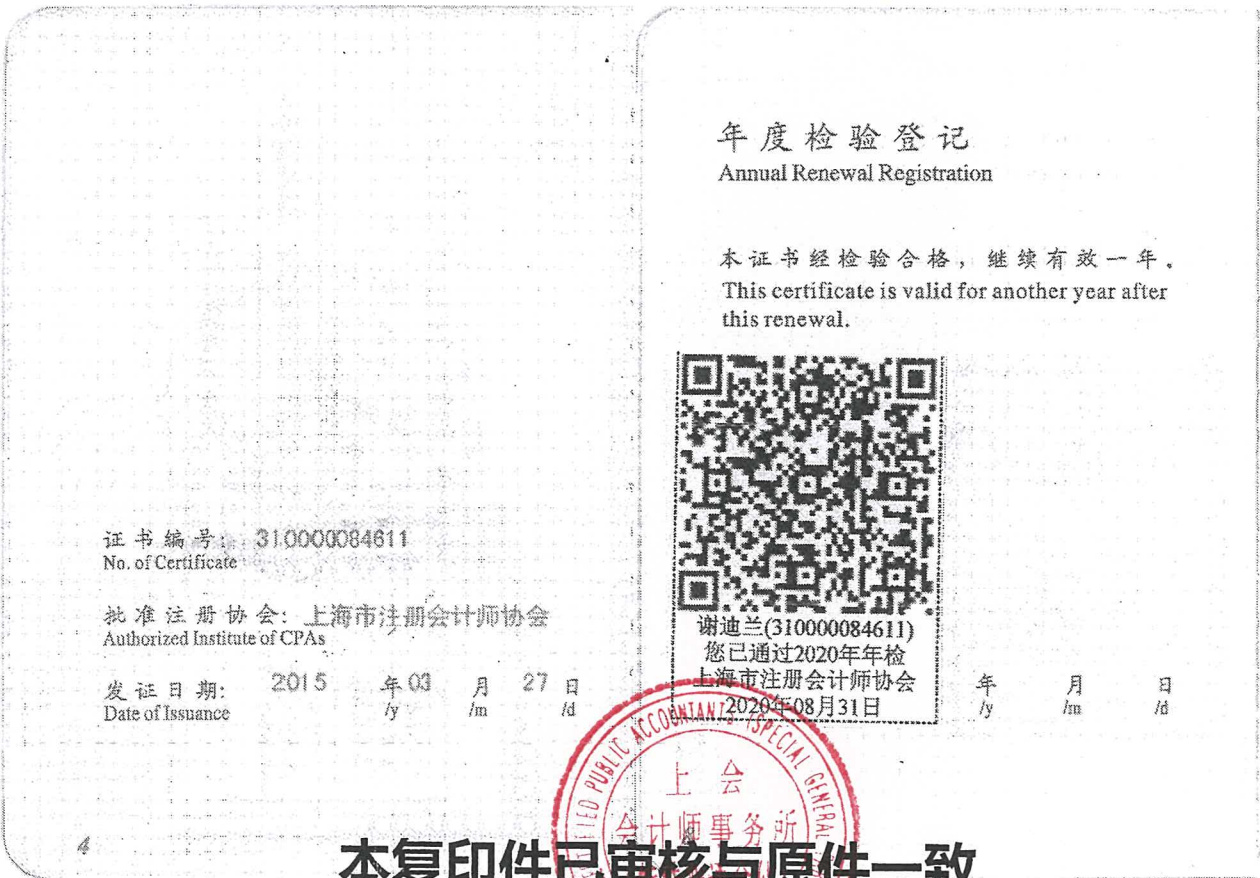 证书编号: 310000084611
No. of Certificate
批准注册协会: 上海市注册会计师协会
Authorized Institute of CPAs
发证日期: 2015 年 03 月 27 日
Date of Issuance /y /m /d
4
年度检验登记
Annual Renewal Registration
本证书经检验合格，继续有效一年。
This certificate is valid for another year after
this renewal.
谢迪兰(310000084611)
您已通过2020年年检
上海市注册会计师协会
2020年08月31日
年 月 日
/y /m /d
PUBLIC ACCOUNTANTS (SPECIAL GENERAL
上会
会计师事务所
本复印件已审核与原件一致